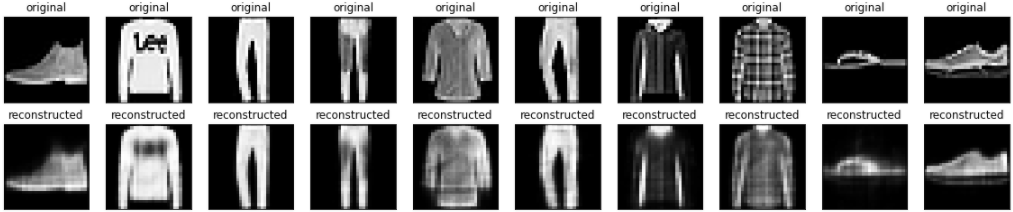 original original original original original original original original original original
Lee
reconstructed reconstructed reconstructed reconstructed reconstructed reconstructed reconstructed reconstructed reconstructed reconstructed